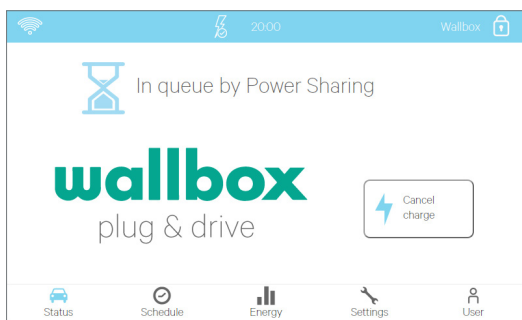 20:00
Wallbox
In queue by Power Sharing
wallbox
plug & drive
Cancel
charge
Status
Schedule
Energy
Settings
User